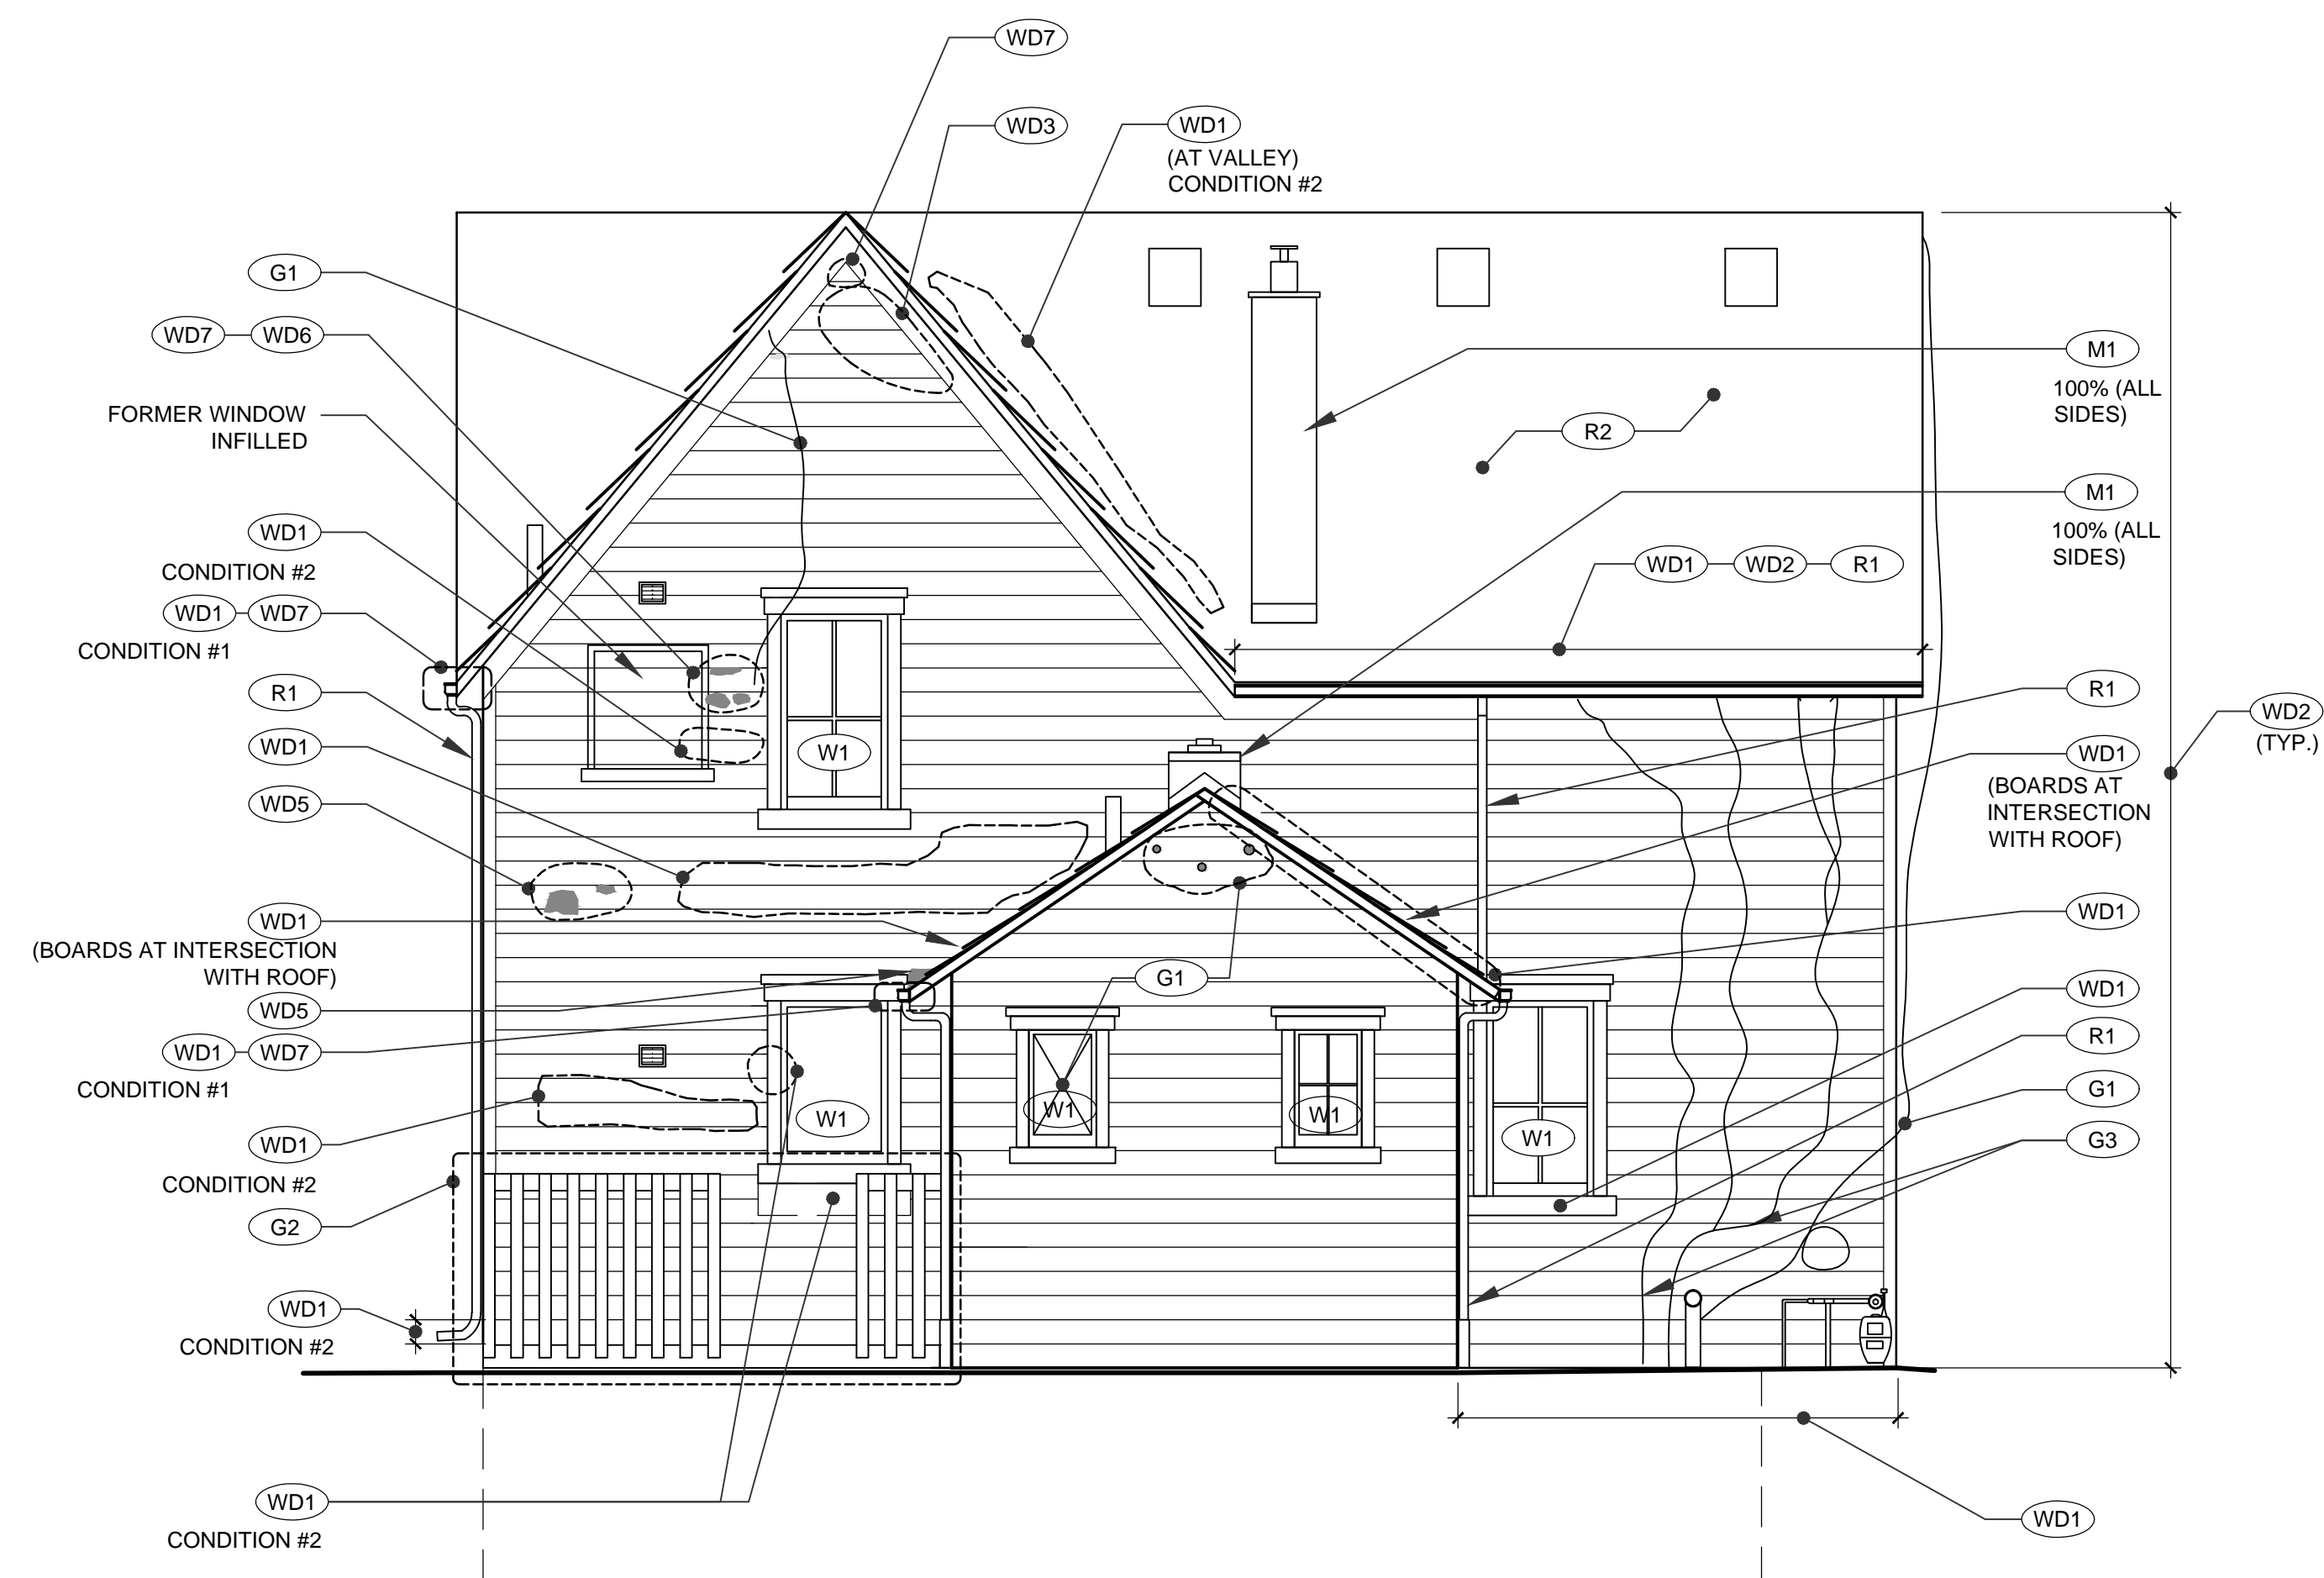 WD7
WD3
WD1
(AT VALLEY)
CONDITION #2
G1
WD7 WD6
FORMER WINDOW
INFILLED
WD1
CONDITION #2
WD1 WD7
CONDITION #1
R1
WD1
WD5
WD1
(BOARDS AT INTERSECTION
WITH ROOF)
WD5
WD1 WD7
CONDITION #1
WD1
CONDITION #2
G2
WD1
CONDITION #2
WD1
CONDITION #2
W1
W1
W1
W1
W1
G1
R2
WD1 WD2 R1
M1
100% (ALL
SIDES)
M1
100% (ALL
SIDES)
R1
WD2
(TYP.)
WD1
(BOARDS AT
INTERSECTION
WITH ROOF)
WD1
WD1
R1
G1
G3
WD1